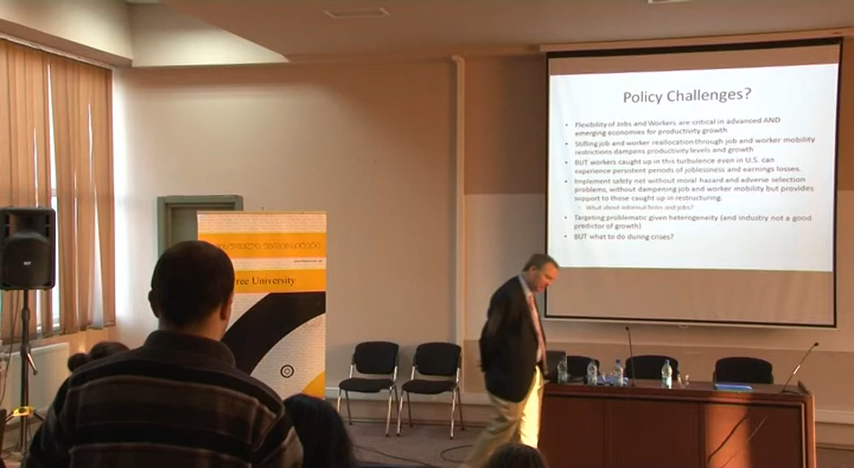 Policy Challenges?
• Flexibility of Jobs and Workers are critical in advanced AND
emerging economies for productivity growth
• Stifling job and worker reallocation through job and worker mobility
restrictions dampens productivity levels and growth
• BUT workers caught up in this turbulence even in U.S. can
experience persistent periods of joblessness and earnings losses.
• Implement safety net without moral hazard and adverse selection
problems, without dampening job and worker mobility but provides
support to those caught up in restructuring.
– What about informal firms and jobs?
• Targeting problematic given heterogeneity (and industry not a good
predictor of growth)
• BUT what to do during crises?
ree University